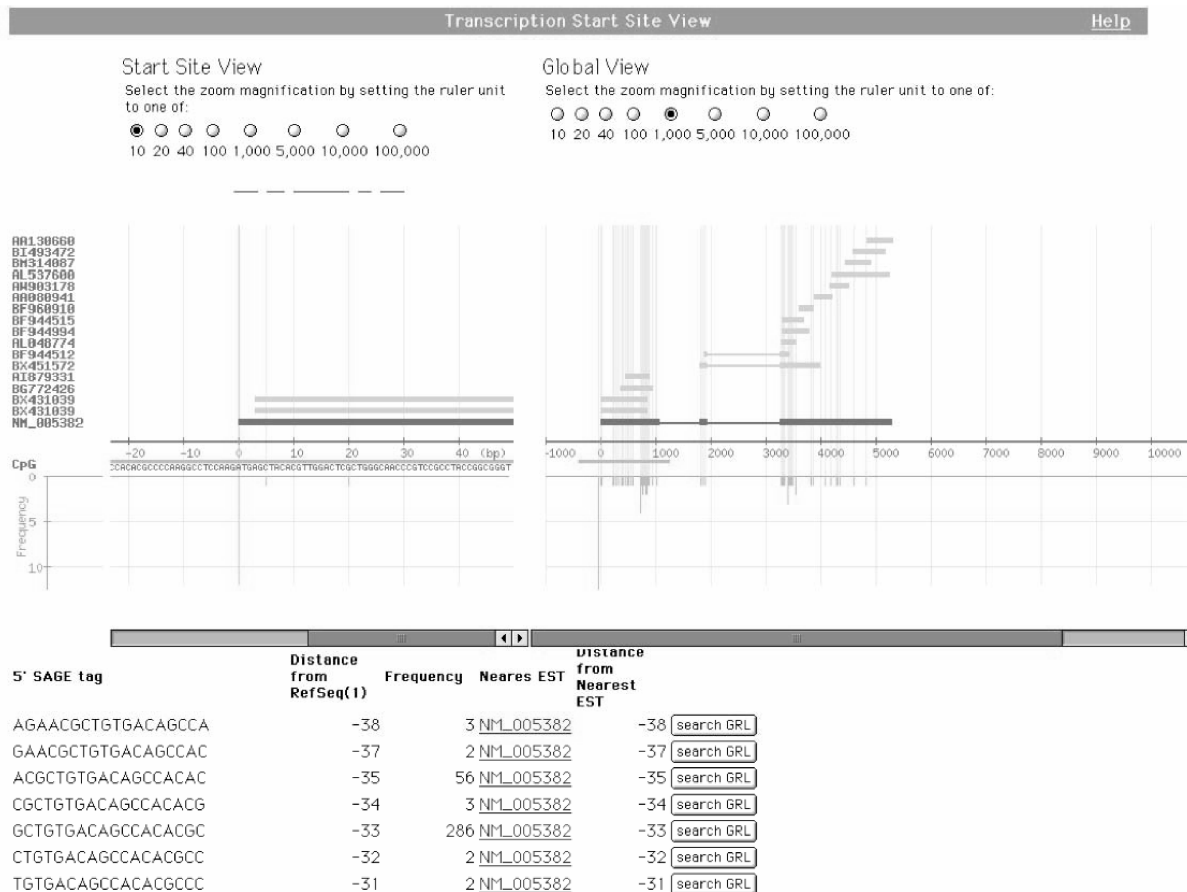 Transcription Start Site View Help
Start Site View
Select the zoom magnification by setting the ruler unit
to one of:
10 20 40 100 1,000 5,000 10,000 100,000
Global View
Select the zoom magnification by setting the ruler unit to one of:
10 20 40 100 1,000 5,000 10,000 100,000
AA130660
BI493472
BM314087
AL537600
AW903178
AA080941
BF960910
BF944515
BF944994
AL048774
BF944512
BX451572
AI879331
BG772426
BX431039
BX431039
NM_005382
-20 -10 0 10 20 30 40 (bp)
-1000 0 1000 2000 3000 4000 5000 6000 7000 8000 9000 10000
CpG
CCACACGCCCCAAGGCCTCCAAGATGAGCTACACGTTGGACTCGCTGGGCAACCCGTCCGCCTACCGGCGGGT
0
5
10
Frequency
5' SAGE tag Distance from RefSeq(1) Frequency Neares EST Distance from Nearest EST
AGAACGCTGTGACAGCCA -38 3 NM_005382 -38 search GRL
GAACGCTGTGACAGCCAC -37 2 NM_005382 -37 search GRL
ACGCTGTGACAGCCACAC -35 56 NM_005382 -35 search GRL
CGCTGTGACAGCCACACG -34 3 NM_005382 -34 search GRL
GCTGTGACAGCCACACGC -33 286 NM_005382 -33 search GRL
CTGTGACAGCCACACGCC -32 2 NM_005382 -32 search GRL
TGTGACAGCCACACGCCC -31 2 NM_005382 -31 search GRL